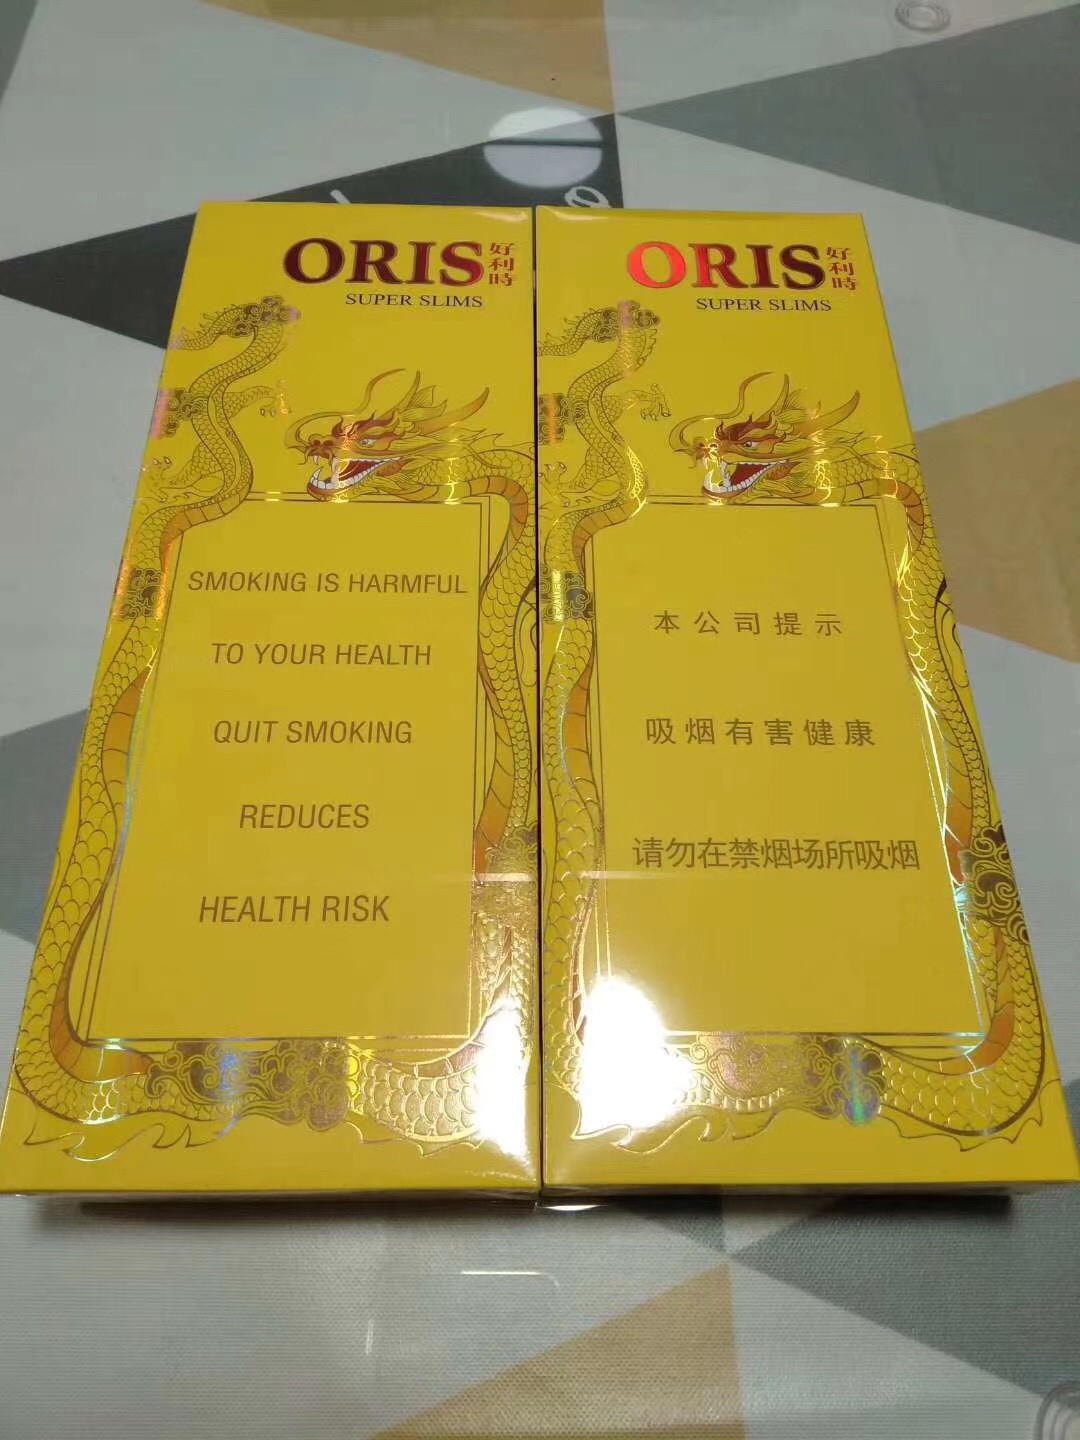 ORIS
好利時
SUPER SLIMS
SMOKING IS HARMFUL
TO YOUR HEALTH
QUIT SMOKING
REDUCES
HEALTH RISK
ORIS
好利時
SUPER SLIMS
本公司提示
吸烟有害健康
请勿在禁烟场所吸烟